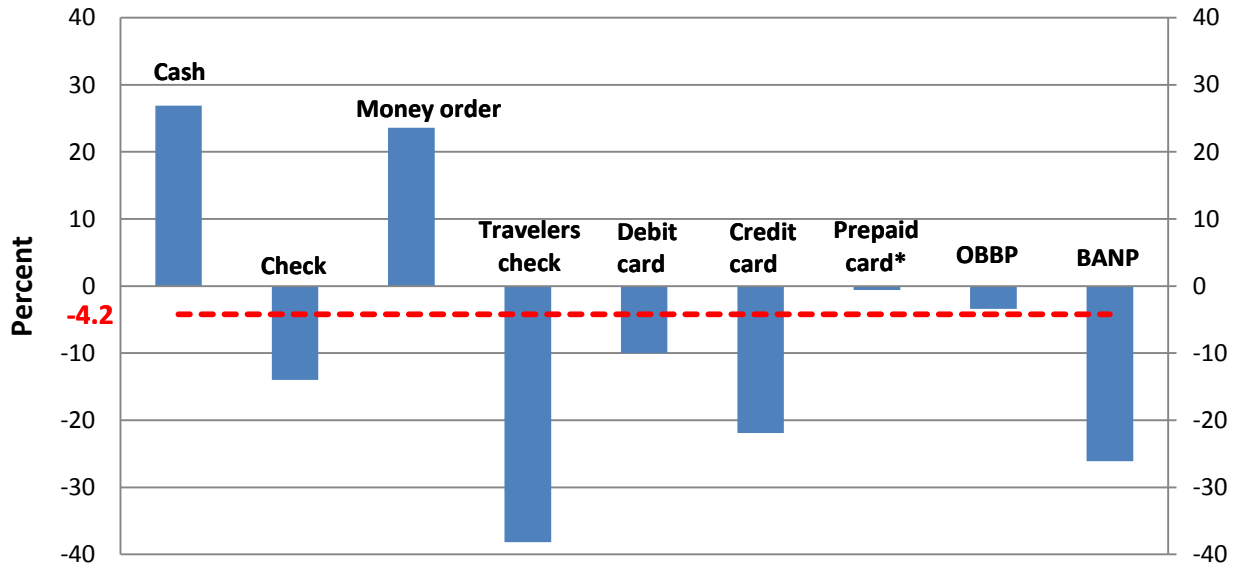 40
30
20
10
0
-4.2
-10
-20
-30
-40
Percent
Cash
Check
Money order
Travelers
check
Debit
card
Credit
card
Prepaid
card*
OBBP
BANP
40
30
20
10
0
-10
-20
-30
-40